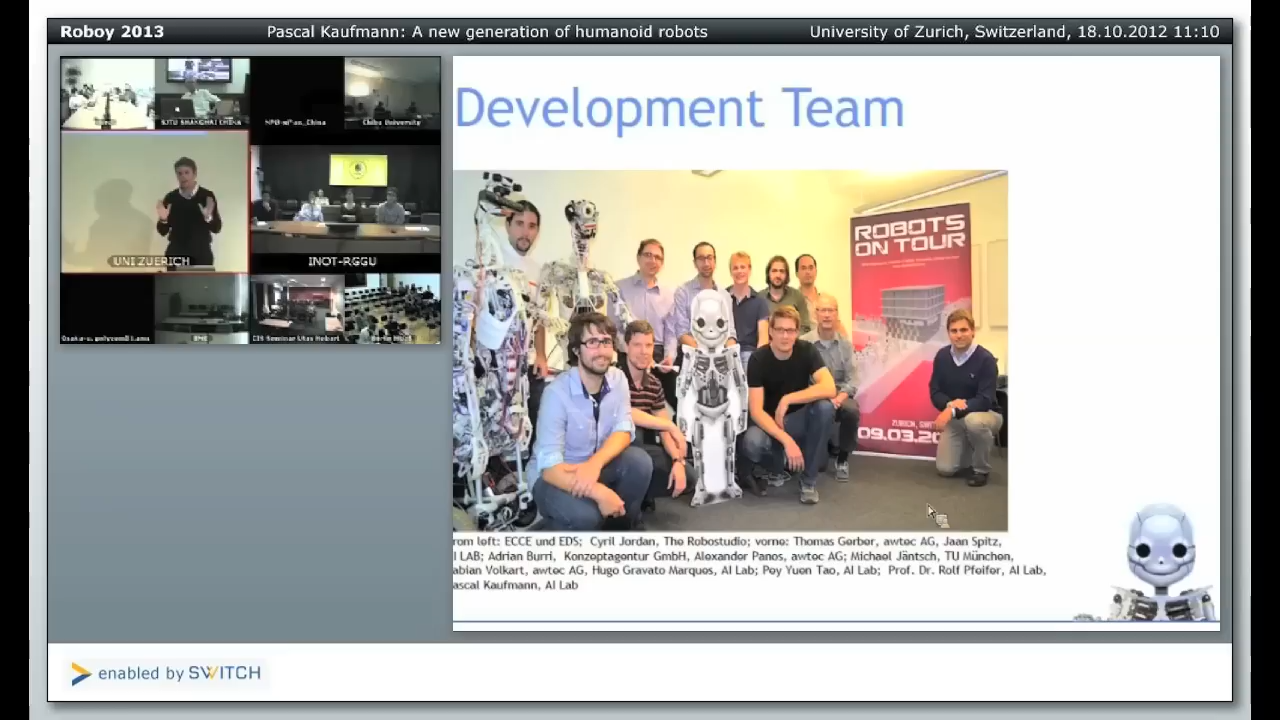 Roboy 2013
Pascal Kaufmann: A new generation of humanoid robots
University of Zurich, Switzerland, 18.10.2012 11:10
SJTU SHANGHAI CHINA
Chiba University
UNI ZUERICH
INOT-RGGU
Development Team
ROBOTS
ON TOUR
09.03.20
rom left: ECCE und EDS; Cyril Jordan, The Robostudio; vorne: Thomas Gerber, awtec AG, Jaan Spitz,
I LAB; Adrian Burri, Konzeptagentur GmbH, Alexander Panos, awtec AG; Michael Jäntsch, TU München,
abian Volkart, awtec AG, Hugo Gravato Marques, AI Lab; Pey Yuen Tao, AI Lab; Prof. Dr. Rolf Pfeifer, AI Lab,
ascal Kaufmann, AI Lab
enabled by SWITCH